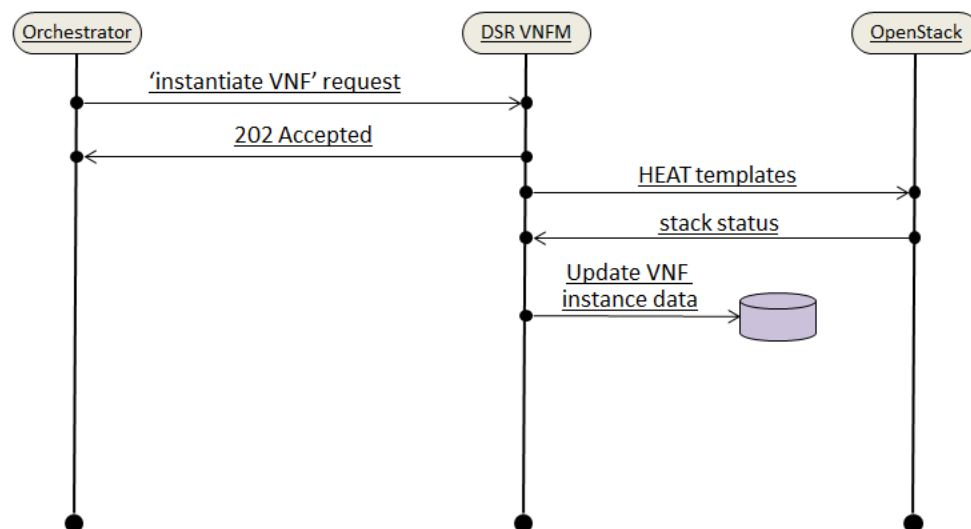 Orchestrator
DSR VNFM
OpenStack
‘instantiate VNF’ request
202 Accepted
HEAT templates
stack status
Update VNF
instance data